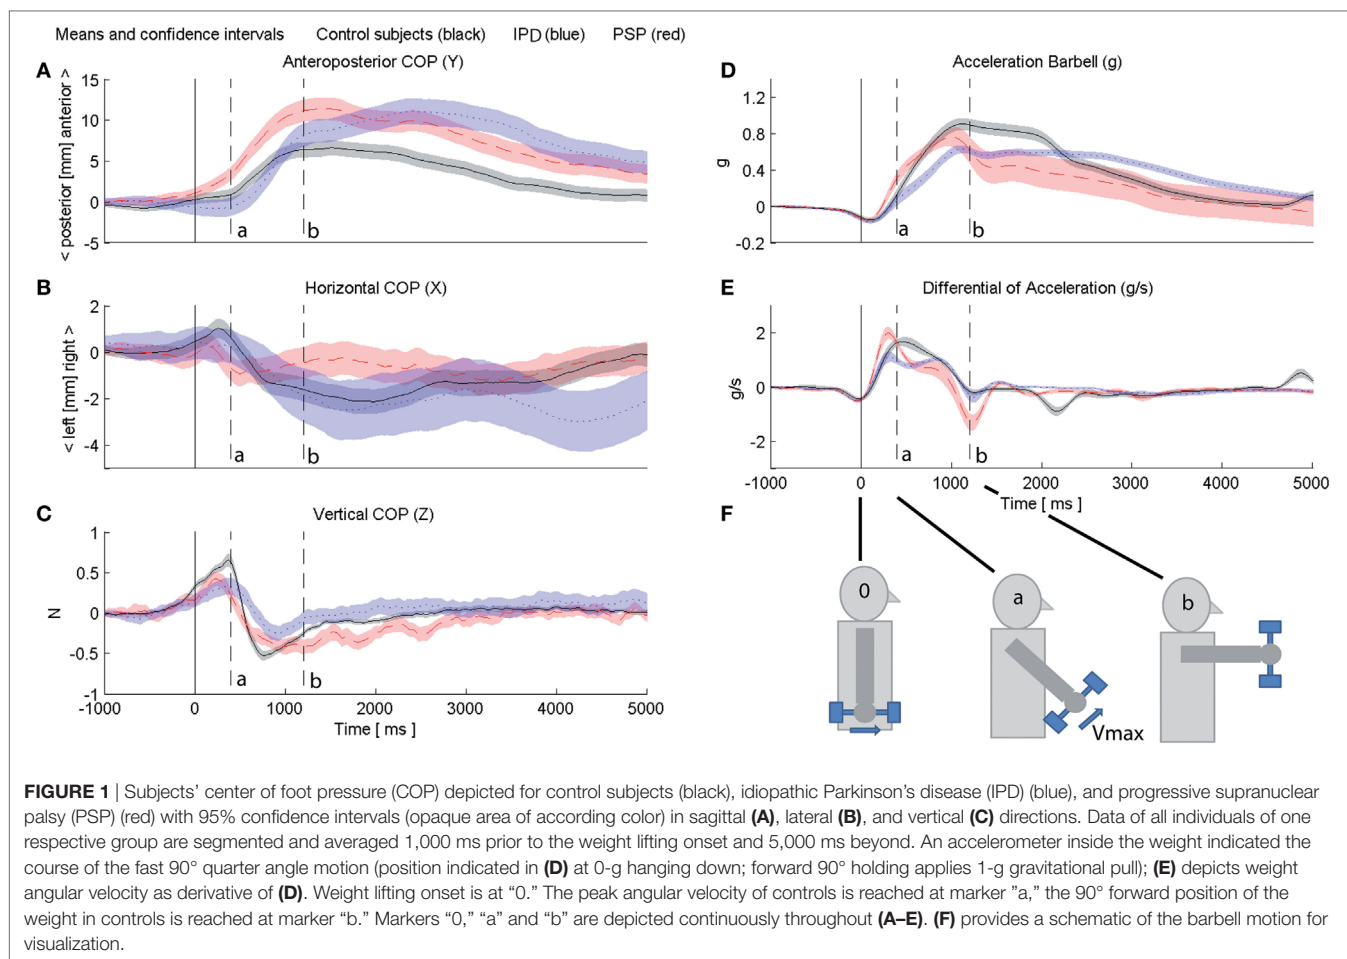 Means and confidence intervals Control subjects (black) IPD (blue) PSP (red)
A
Anteroposterior COP (Y)
< posterior [mm] anterior >
15
10
5
0
-5
a
b
B
Horizontal COP (X)
< left [mm] right >
2
0
-2
-4
a
b
C
Vertical COP (Z)
N
1
0.5
0
-0.5
-1
a
b
-1000 0 1000 2000 3000 4000 5000
Time [ ms ]
D
Acceleration Barbell (g)
g
1.2
0.8
0.4
0
-0.2
a
b
E
Differential of Acceleration (g/s)
g/s
2
0
-2
a
b
-1000 0 1000 2000 3000 4000 5000
Time [ ms ]
F
0
a
b
Vmax
FIGURE 1 | Subjects' center of foot pressure (COP) depicted for control subjects (black), idiopathic Parkinson's disease (IPD) (blue), and progressive supranuclear
palsy (PSP) (red) with 95% confidence intervals (opaque area of according color) in sagittal (A), lateral (B), and vertical (C) directions. Data of all individuals of one
respective group are segmented and averaged 1,000 ms prior to the weight lifting onset and 5,000 ms beyond. An accelerometer inside the weight indicated the
course of the fast 90° quarter angle motion (position indicated in (D) at 0-g hanging down; forward 90° holding applies 1-g gravitational pull); (E) depicts weight
angular velocity as derivative of (D). Weight lifting onset is at “0.” The peak angular velocity of controls is reached at marker ”a,” the 90° forward position of the
weight in controls is reached at marker “b.” Markers “0,” “a” and “b” are depicted continuously throughout (A–E). (F) provides a schematic of the barbell motion for
visualization.